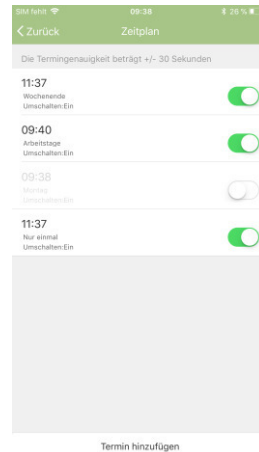 SIM fehlt 09:38 26 %
Zurück Zeitplan
Die Termingenauigkeit beträgt +/- 30 Sekunden
11:37
Wochenende
Umschalten:Ein
09:40
Arbeitstage
Umschalten:Ein
09:38
Montag
Umschalten:Ein
11:37
Nur einmal
Umschalten:Ein
Termin hinzufügen